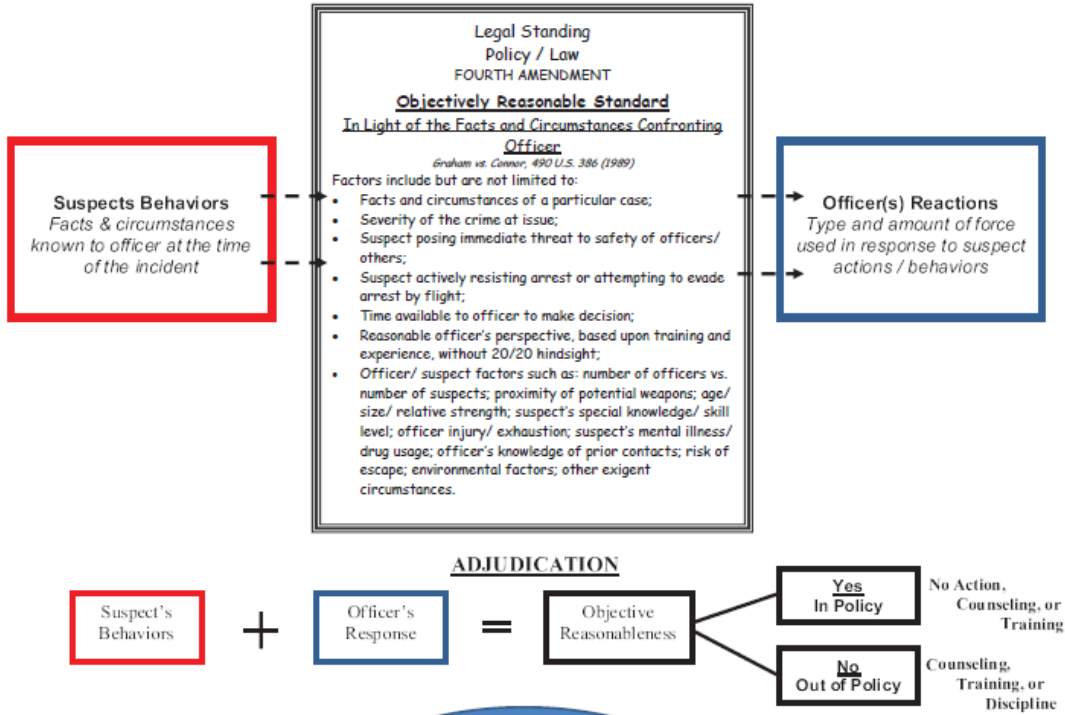 Legal Standing
Policy / Law
FOURTH AMENDMENT
Objectively Reasonable Standard
In Light of the Facts and Circumstances Confronting
Officer
Graham vs. Connor, 490 U.S. 386 (1989)
Factors include but are not limited to:
• Facts and circumstances of a particular case;
• Severity of the crime at issue;
• Suspect posing immediate threat to safety of officers/
others;
• Suspect actively resisting arrest or attempting to evade
arrest by flight;
• Time available to officer to make decision;
• Reasonable officer's perspective, based upon training and
experience, without 20/20 hindsight;
• Officer/ suspect factors such as: number of officers vs.
number of suspects; proximity of potential weapons; age/
size/ relative strength; suspect's special knowledge/ skill
level; officer injury/ exhaustion; suspect's mental illness/
drug usage; officer's knowledge of prior contacts; risk of
escape; environmental factors; other exigent
circumstances.
Suspects Behaviors
Facts & circumstances
known to officer at the time
of the incident
Officer(s) Reactions
Type and amount of force
used in response to suspect
actions / behaviors
ADJUDICATION
Suspect's
Behaviors
+
Officer's
Response
=
Objective
Reasonableness
Yes
In Policy
No Action,
Counseling, or
Training
No
Out of Policy
Counseling,
Training, or
Discipline